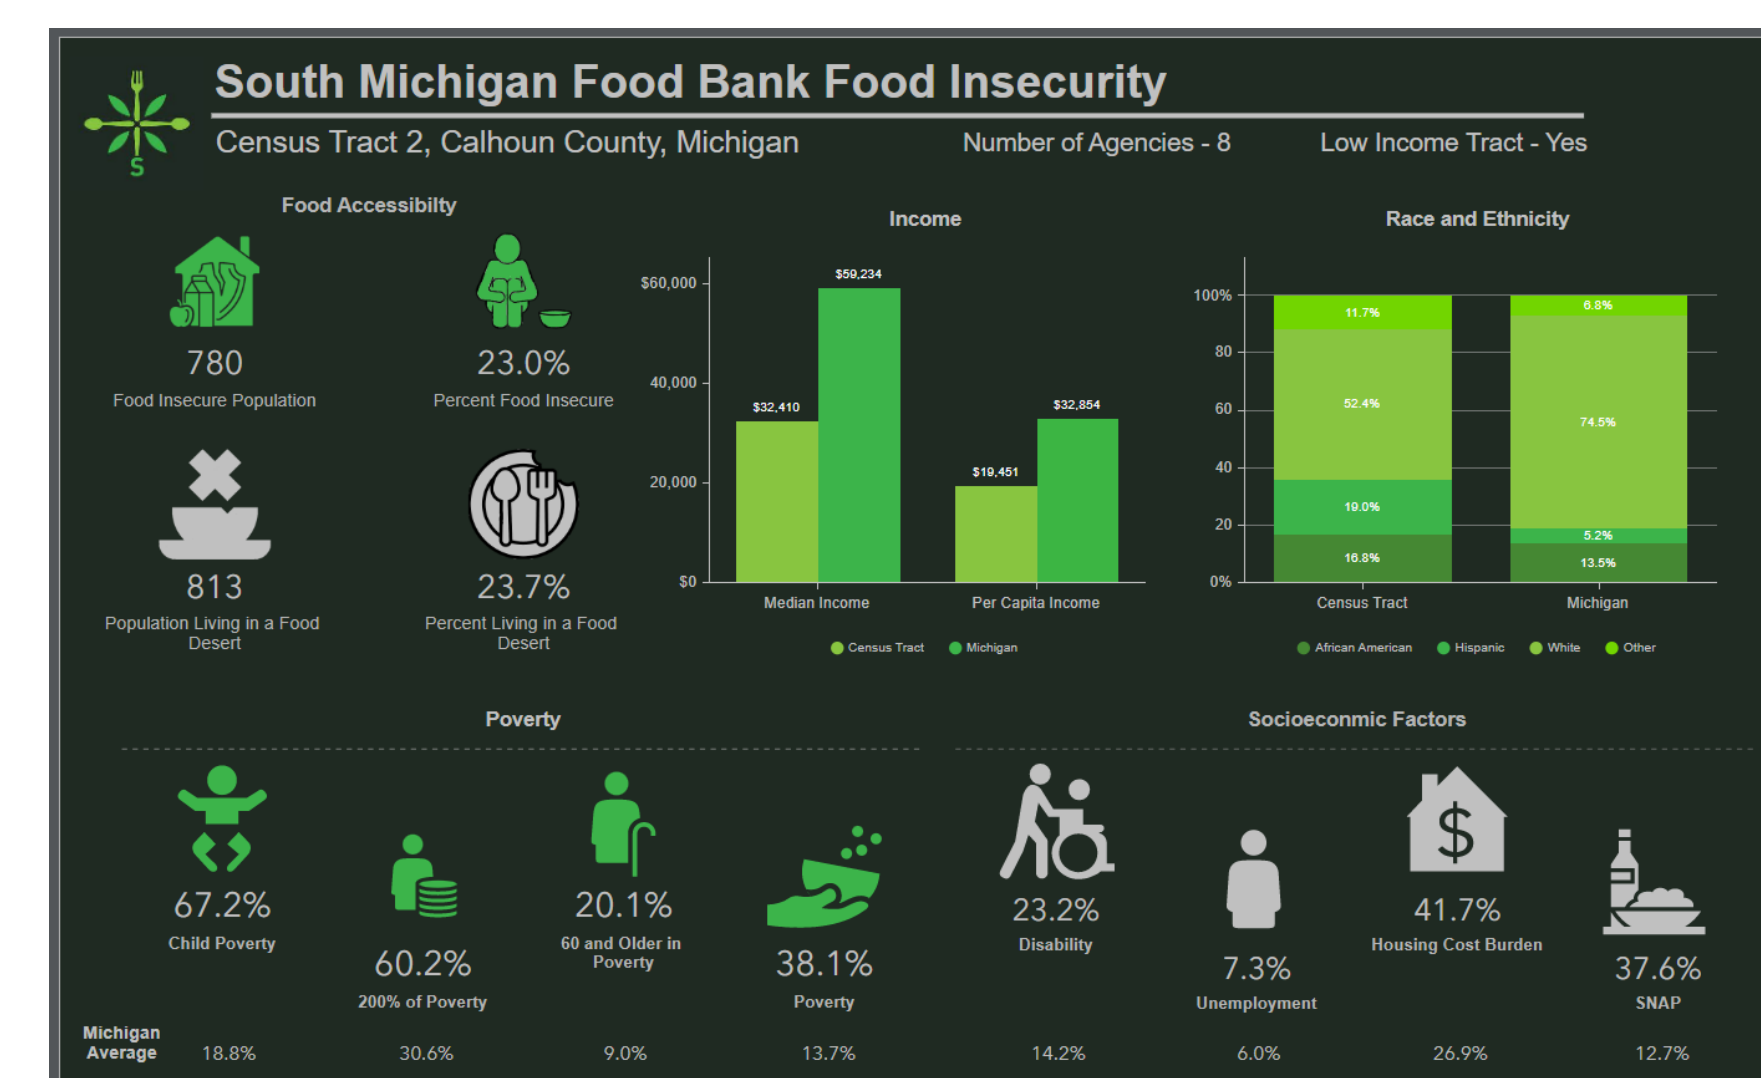 South Michigan Food Bank Food Insecurity
Census Tract 2, Calhoun County, Michigan
Number of Agencies - 8
Low Income Tract - Yes
S
Food Accessibilty
780
Food Insecure Population
23.0%
Percent Food Insecure
813
Population Living in a Food
Desert
23.7%
Percent Living in a Food
Desert
Income
$60,000
40,000
20,000
$0
$32,410
$59,234
$19,451
$32,854
Median Income
Per Capita Income
Census Tract
Michigan
Race and Ethnicity
100%
80
60
40
20
0%
11.7%
52.4%
19.0%
16.8%
6.8%
74.5%
5.2%
13.5%
Census Tract
Michigan
African American
Hispanic
White
Other
Poverty
67.2%
Child Poverty
60.2%
200% of Poverty
20.1%
60 and Older in
Poverty
38.1%
Poverty
Socioeconmic Factors
23.2%
Disability
7.3%
Unemployment
$
41.7%
Housing Cost Burden
37.6%
SNAP
Michigan
Average
18.8%
30.6%
9.0%
13.7%
14.2%
6.0%
26.9%
12.7%